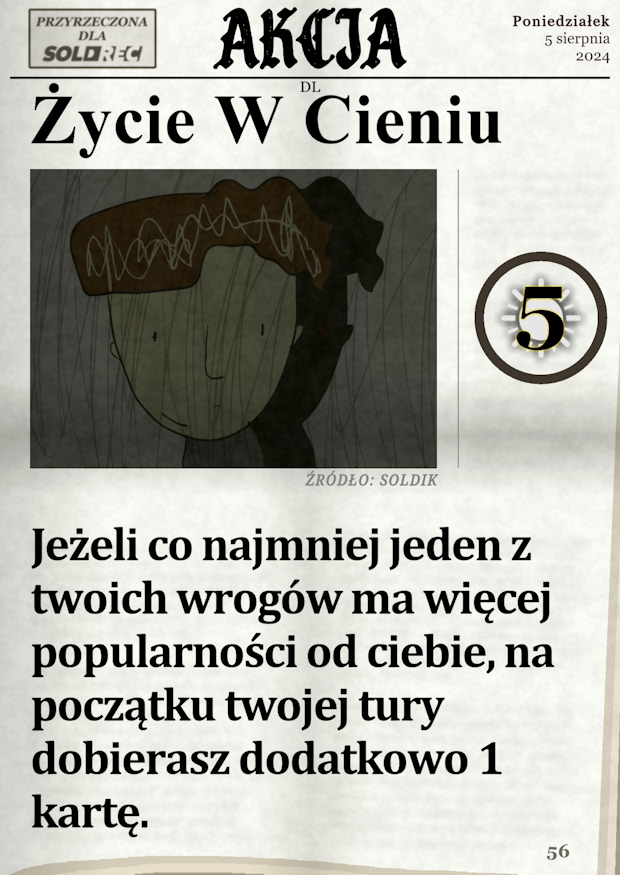 PRZYRZECZONA
DLA
SOLDREC
AKCJA
Poniedziałek
5 sierpnia
2024
DL
Życie W Cieniu
5
ŹRÓDŁO: SOLDIK
Jeżeli co najmniej jeden z
twoich wrogów ma więcej
popularności od ciebie, na
początku twojej tury
dobierasz dodatkowo 1
kartę.
56